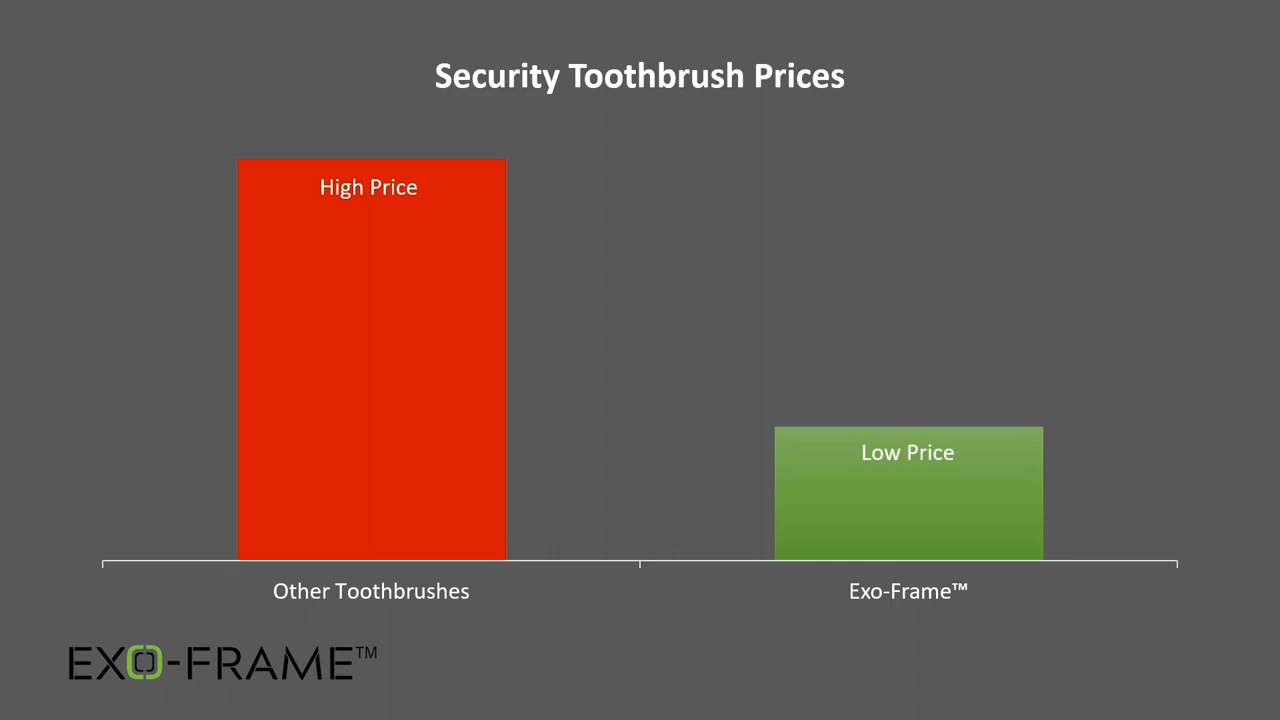 Security Toothbrush Prices
High Price
Low Price
Other Toothbrushes
Exo-Frame™
EXO-FRAME™